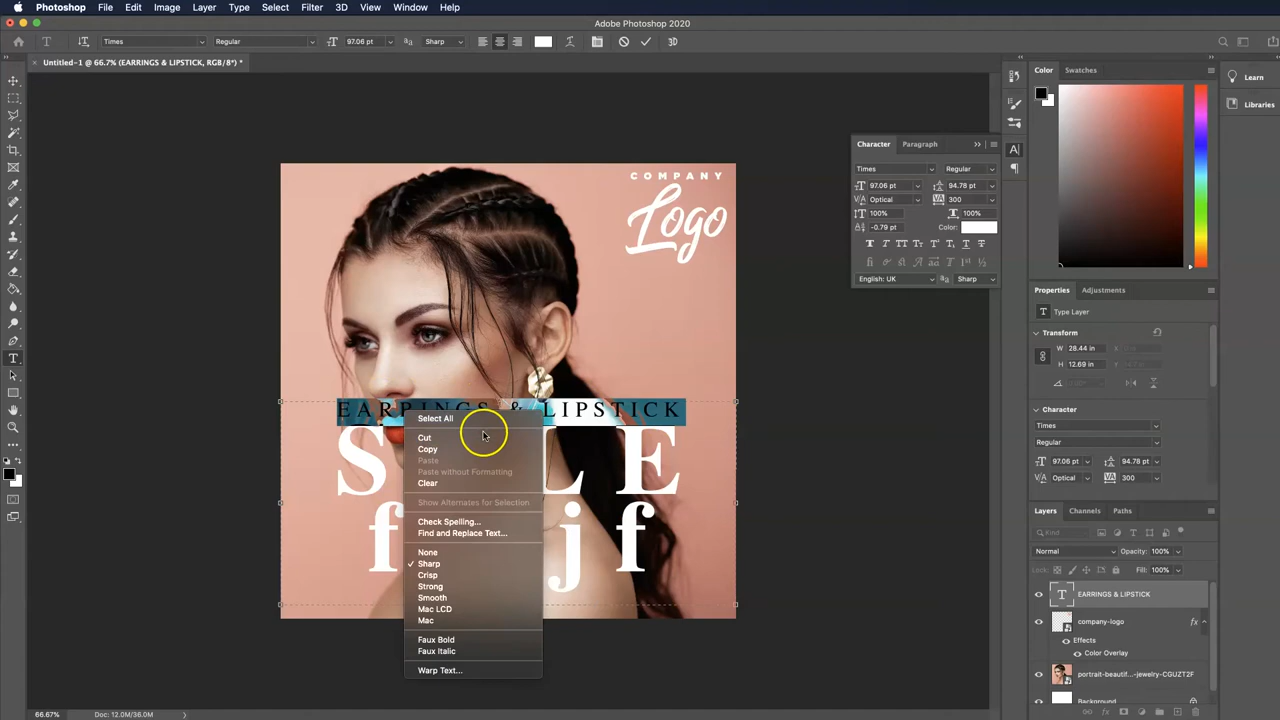 Photoshop File Edit Image Layer Type Select Filter 3D View Window Help
Adobe Photoshop 2020
T Times Regular 97.06 pt Sharp 3D
Untitled-1 @ 66.7% (EARRINGS & LIPSTICK, RGB/8*) *
Color Swatches
Learn
Libraries
Character Paragraph
Times Regular
97.06 pt 94.78 pt
Optical 300
100% 100%
-0.79 pt Color:
English: UK Sharp
COMPANY
Logo
EARRINGS & LIPSTICK
S L E
f j f
Select All
Cut
Copy
Paste
Paste without Formatting
Clear
Show Alternates for Selection
Check Spelling...
Find and Replace Text...
None
✓ Sharp
Crisp
Strong
Smooth
Mac LCD
Mac
Faux Bold
Faux Italic
Warp Text...
Properties Adjustments
T Type Layer
Transform
W 28.44 in X
H 12.69 in Y
Character
Times
Regular
97.06 pt 94.78 pt
Optical 300
Layers Channels Paths
Kind
Normal Opacity: 100%
Lock: Fill: 100%
T EARRINGS & LIPSTICK
company-logo fx
Effects
Color Overlay
portrait-beautif...-jewelry-CGUZT2F
Background
66.67% Doc: 12.0M/36.0M